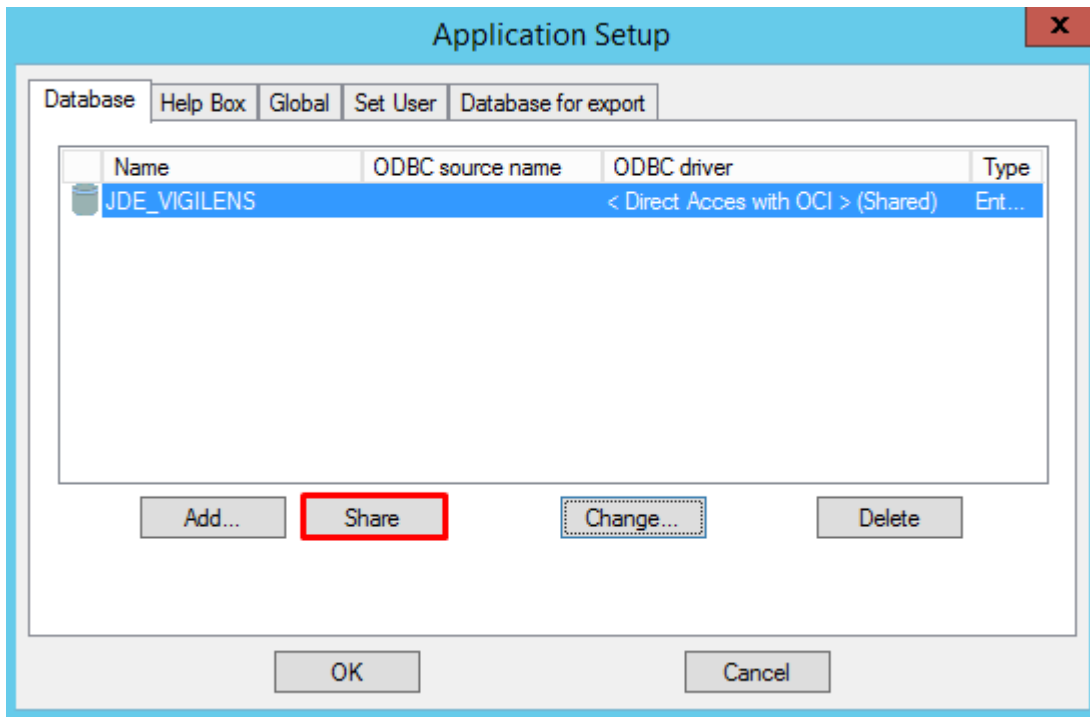 Application Setup
x
Database Help Box Global Set User Database for export
Name ODBC source name ODBC driver Type
JDE_VIGILENS < Direct Acces with OCI > (Shared) Ent...
Add... Share Change... Delete
OK Cancel